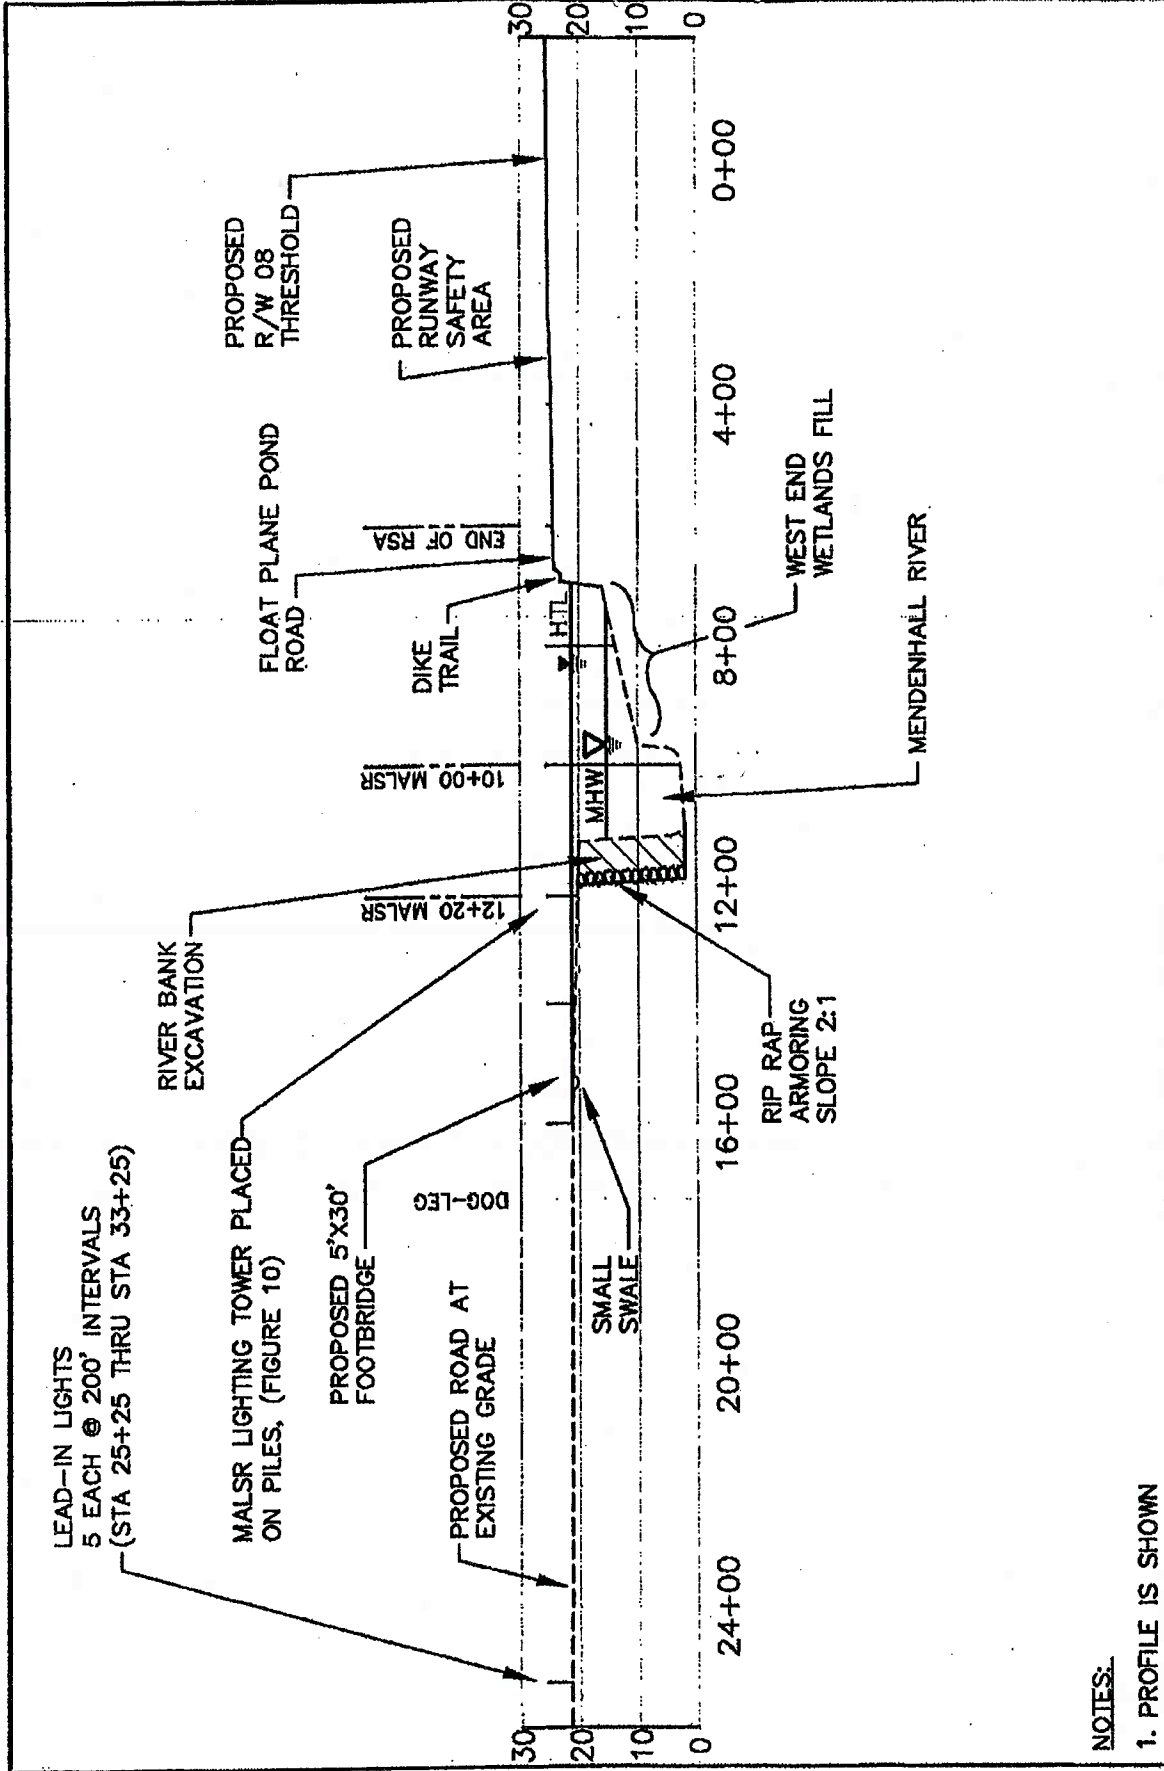 LEAD-IN LIGHTS
5 EACH @ 200' INTERVALS
(STA 25+25 THRU STA 33+25)
MALSR LIGHTING TOWER PLACED
ON PILES, (FIGURE 10)
RIVER BANK
EXCAVATION
PROPOSED
R/W 08
THRESHOLD
FLOAT PLANE POND
ROAD
PROPOSED 5'X30'
FOOTBRIDGE
DIKE
TRAIL
PROPOSED
RUNWAY
SAFETY
AREA
PROPOSED ROAD AT
EXISTING GRADE
DOG-LEG
12+20 MALSR
10+00 MALSR
END OF RSA
30
20
10
0
30
20
10
0
HTL
MHW
SMALL
SWALE
24+00
20+00
16+00
12+00
8+00
4+00
0+00
RIP RAP
ARMORING
SLOPE 2:1
WEST END
WETLANDS FILL
MENDENHALL RIVER
NOTES:
1. PROFILE IS SHOWN